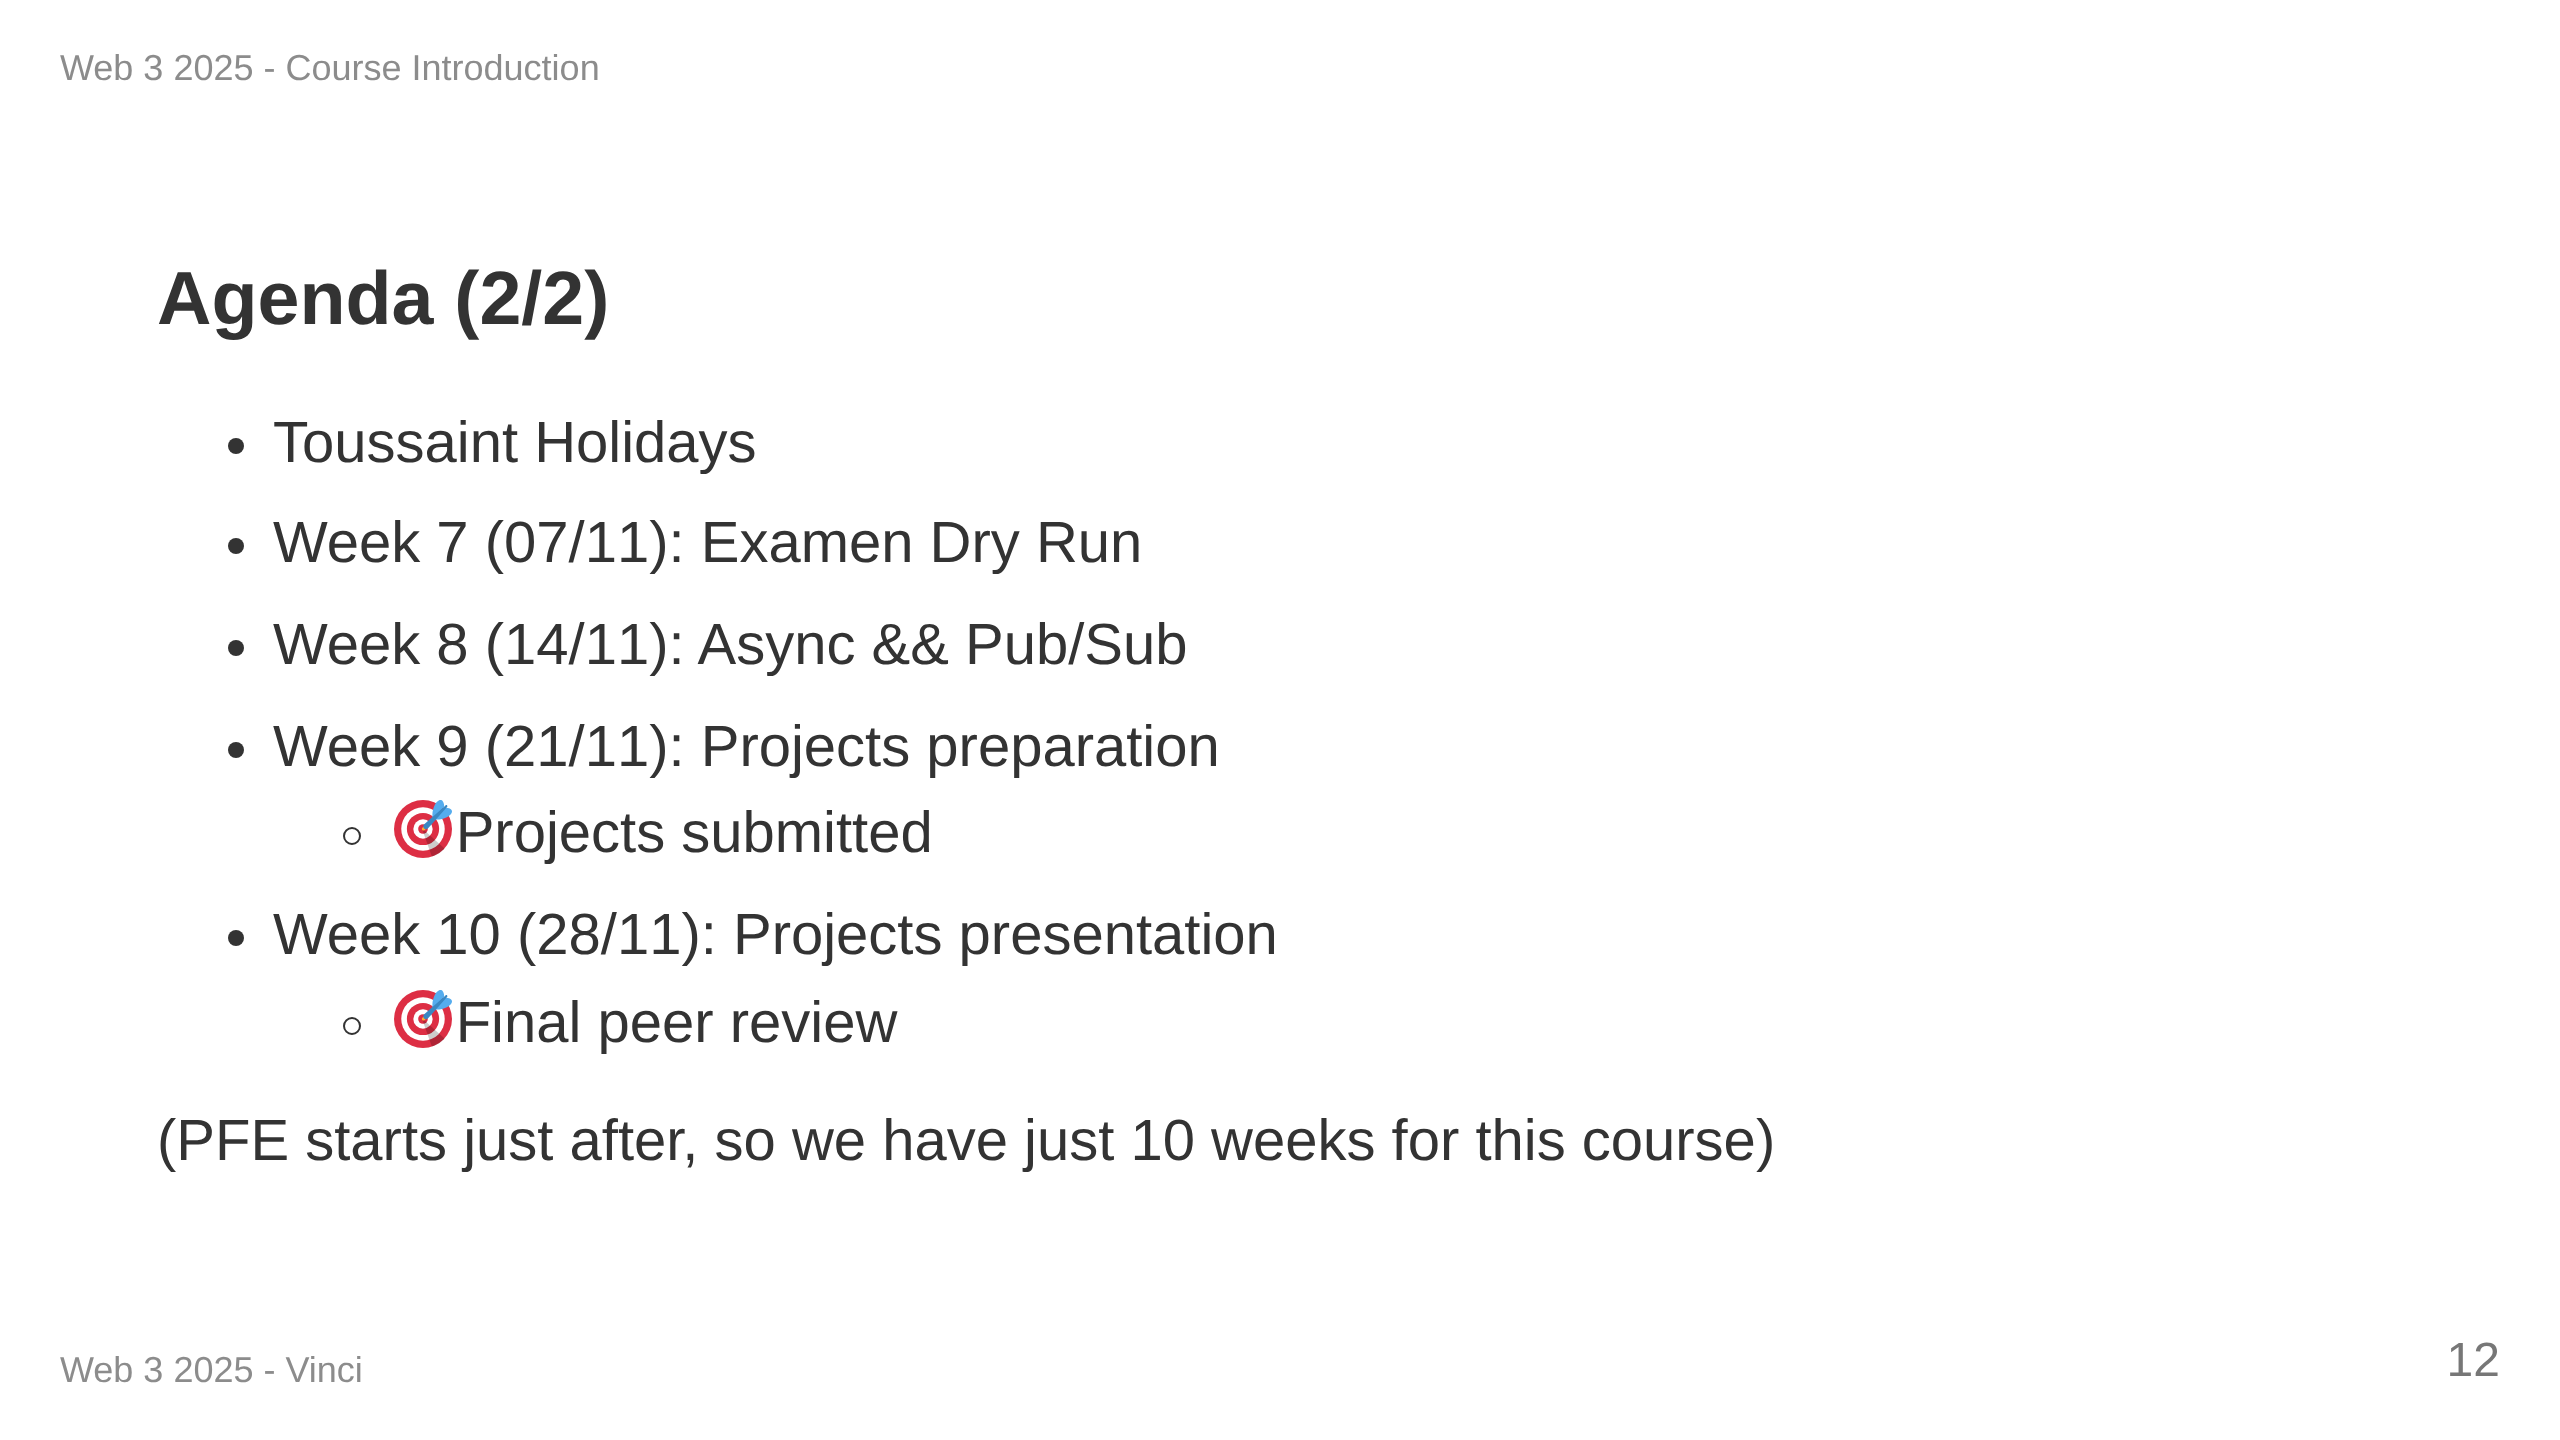 Web 3 2025 - Course Introduction
Agenda (2/2)
• Toussaint Holidays
• Week 7 (07/11): Examen Dry Run
• Week 8 (14/11): Async && Pub/Sub
• Week 9 (21/11): Projects preparation
◦ 🎯Projects submitted
• Week 10 (28/11): Projects presentation
◦ 🎯Final peer review
(PFE starts just after, so we have just 10 weeks for this course)
Web 3 2025 - Vinci
12